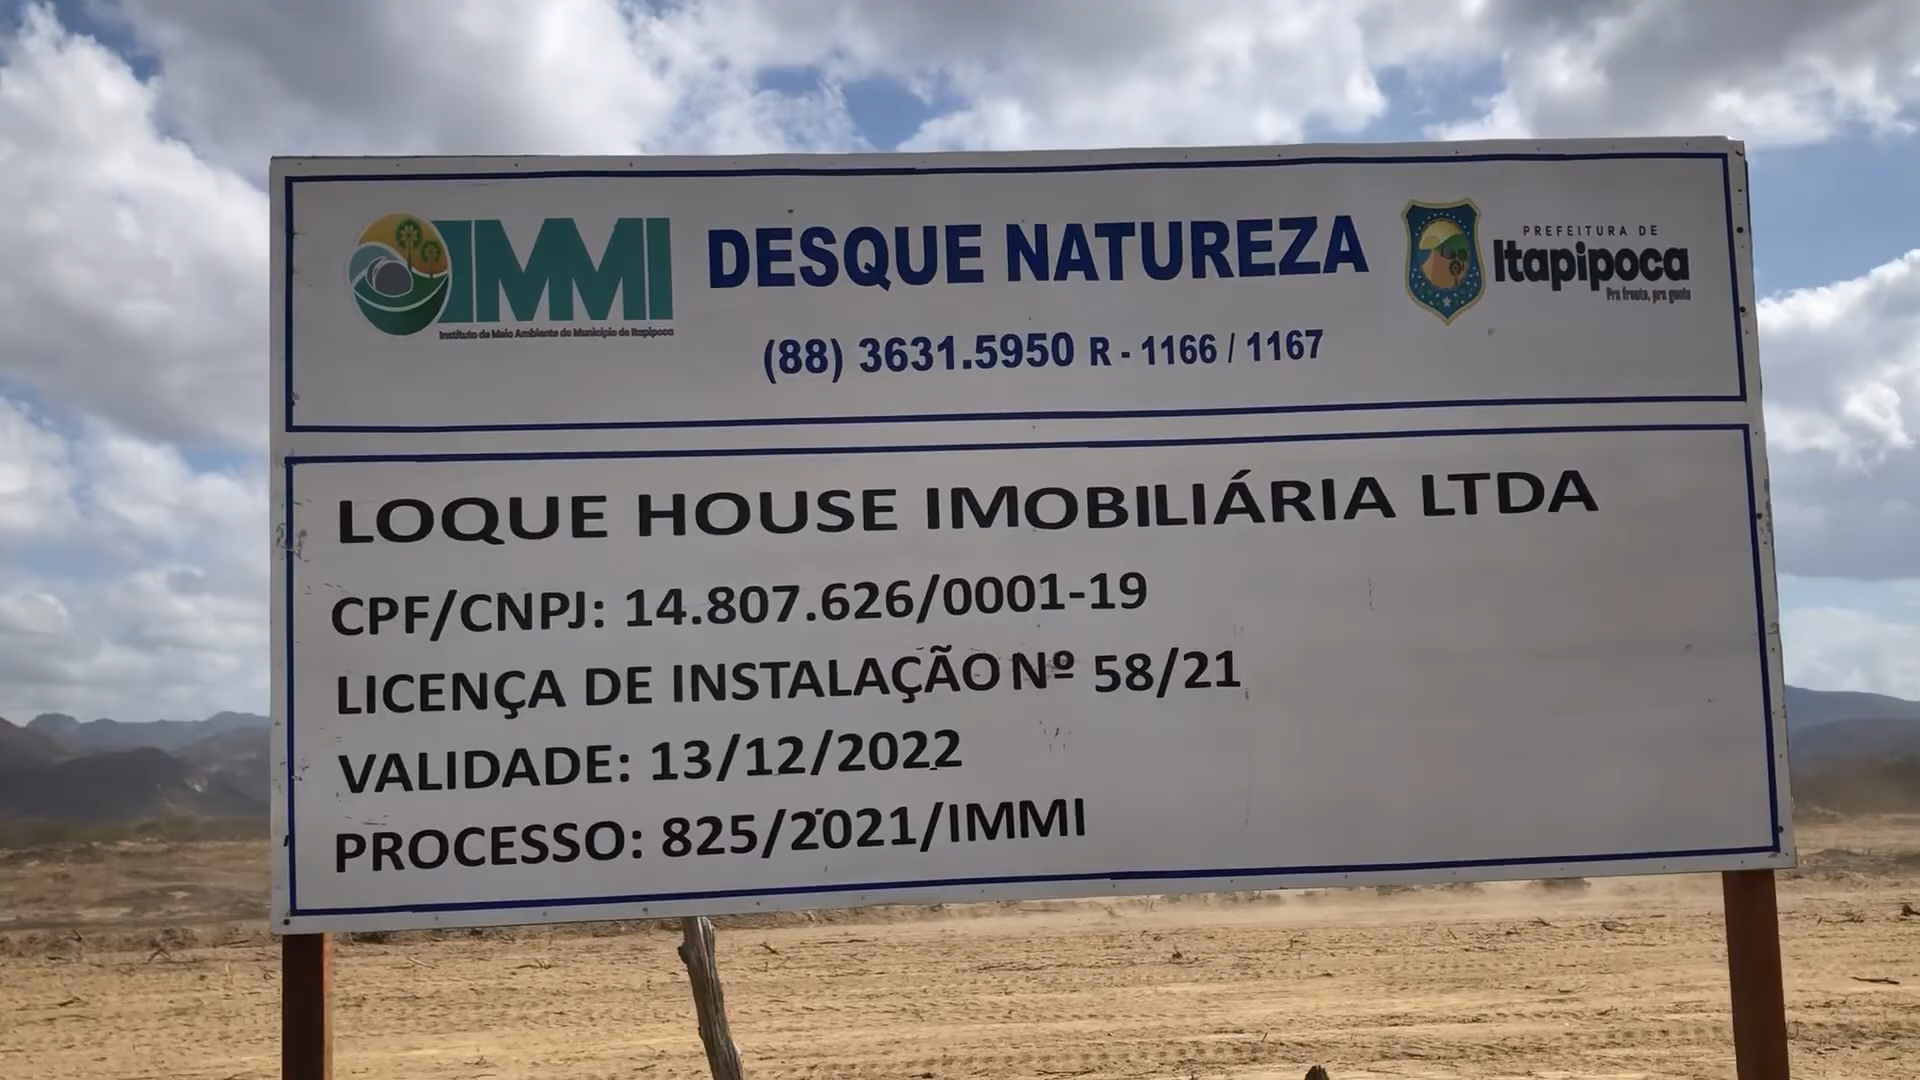 IMMI
Instituto de Meio Ambiente do Município de Itapipoca
DESQUE NATUREZA
(88) 3631.5950 R - 1166 / 1167
PREFEITURA DE
Itapipoca
Pra frente, pra gente
LOQUE HOUSE IMOBILIÁRIA LTDA
CPF/CNPJ: 14.807.626/0001-19
LICENÇA DE INSTALAÇÃO Nº 58/21
VALIDADE: 13/12/2022
PROCESSO: 825/2021/IMMI